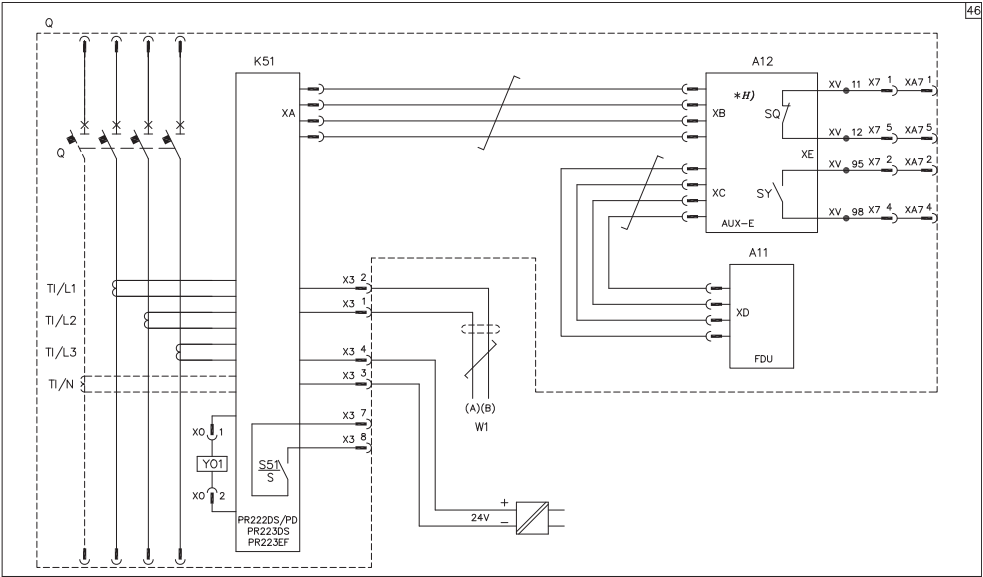 46
Q
K51
A12
XA
*H)
XB
SQ
XE
XV 11 X7 1 XA7 1
XV 12 X7 5 XA7 5
XV 95 X7 2 XA7 2
XV 98 X7 4 XA7 4
Q
XC
SY
AUX-E
A11
XD
FDU
TI/L1
TI/L2
TI/L3
TI/N
X3 2
X3 1
X3 4
X3 3
X3 7
X3 8
(A)(B)
W1
XO 1
YO1
XO 2
S51
S
PR222DS/PD
PR223DS
PR223EF
+
24V
−